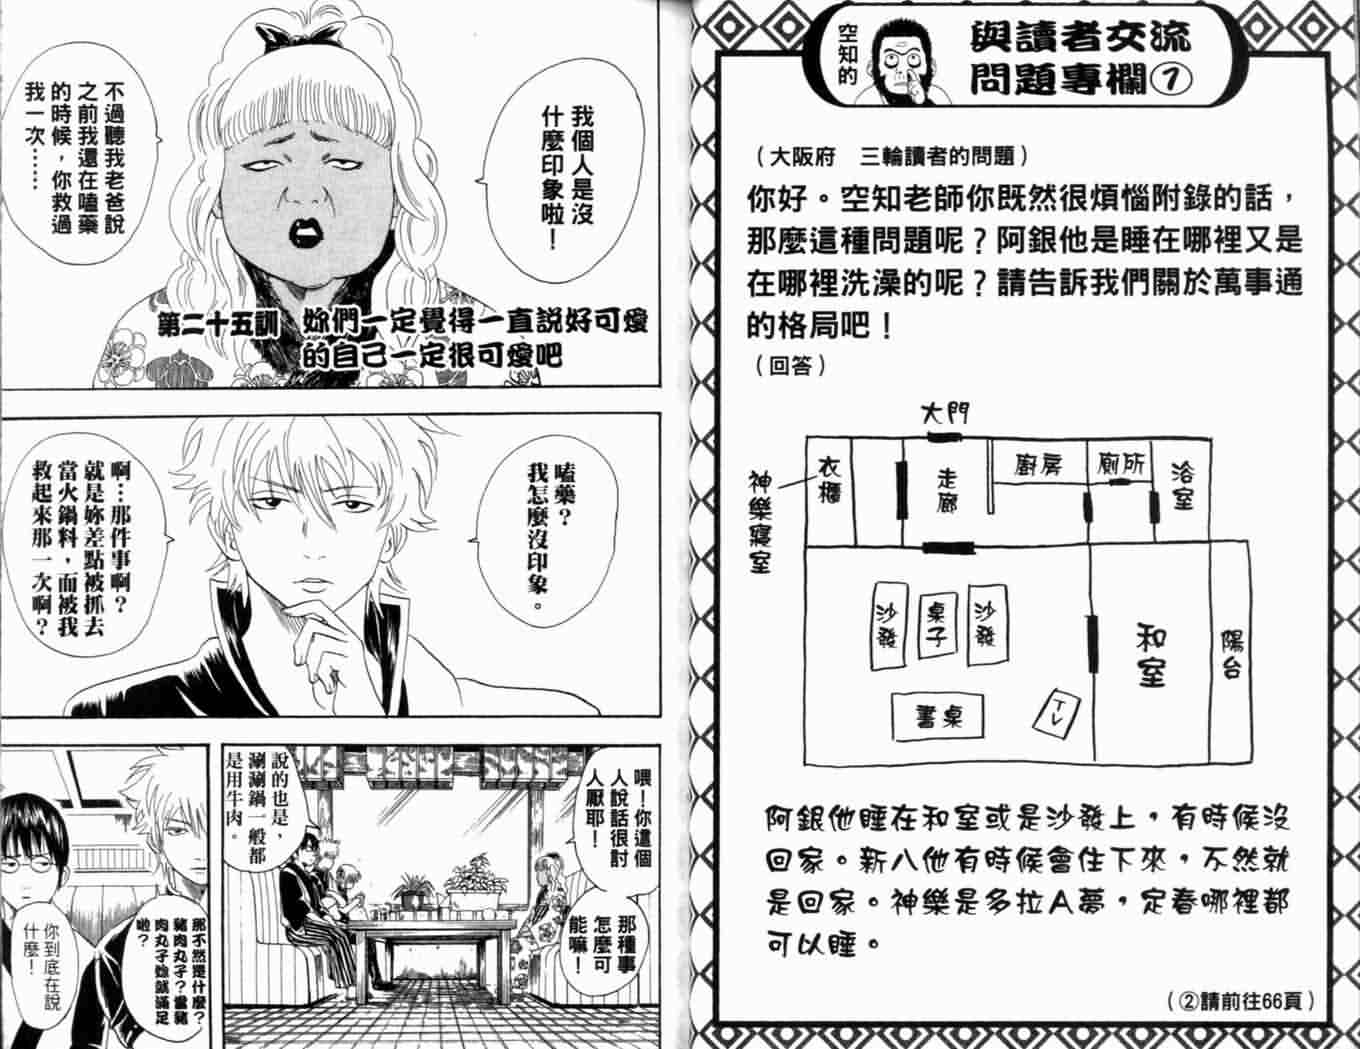 空知的
與讀者交流
問題專欄①
（大阪府　三輪讀者的問題）
你好。空知老師你既然很煩惱附錄的話，
那麼這種問題呢？阿銀他是睡在哪裡又是
在哪裡洗澡的呢？請告訴我們關於萬事通
的格局吧！
（回答）
大門
衣櫃
走廊
廚房
廁所
浴室
神樂寢室
沙發
桌子
沙發
和室
陽台
書桌
TV
阿銀他睡在和室或是沙發上，有時候沒
回家。新八他有時候會住下來，不然就
是回家。神樂是多拉A夢，定春哪裡都
可以睡。
（②請前往66頁）
我個人是沒
什麼印象啦！
不過聽我老爸說
之前我還在嗑藥
的時候，你救過
我一次……
第二十五訓　妳們一定覺得一直說好可愛
的自己一定很可愛吧
嗑藥？
我怎麼沒印象。
啊…那件事啊？
就是妳差點被抓去
當火鍋料，而被我
救起來那一次啊？
喂！你這個
人說話很討
人厭耶！
那種事
怎麼可
能嘛！
說的也是，
涮涮鍋一般都
是用牛肉。
那不然是什麼？
豬肉丸子？當豬
肉丸子妳就滿足
啦？
你到底在說
什麼！